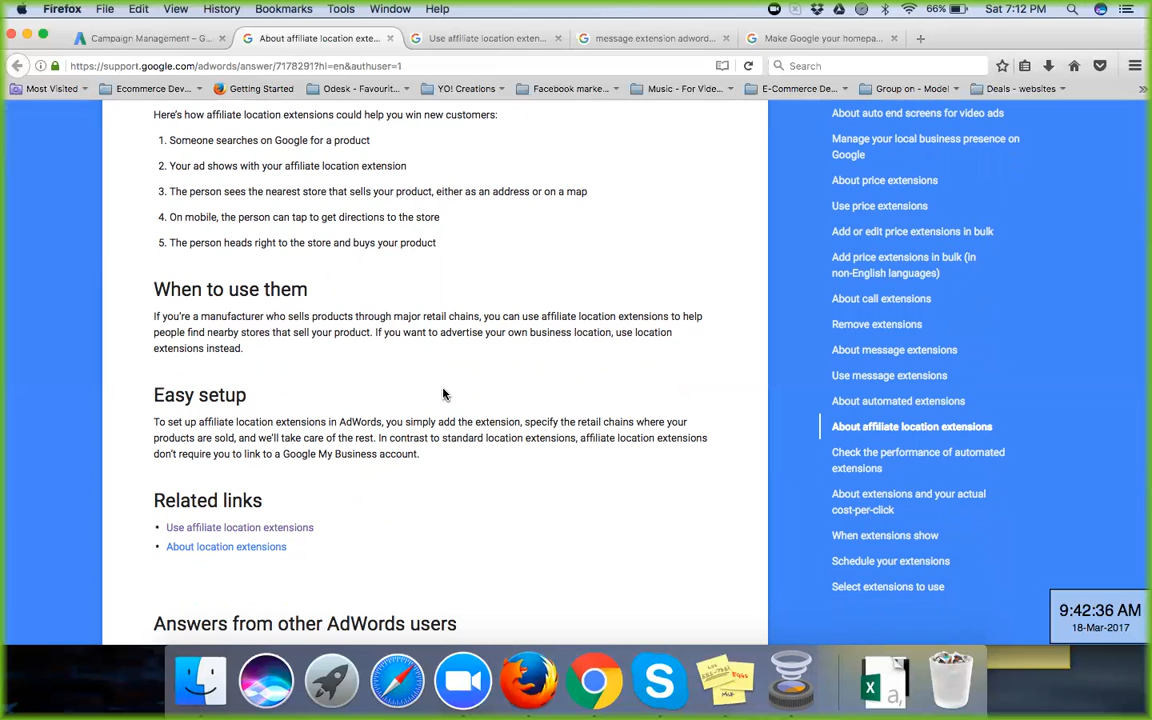 Firefox File Edit View History Bookmarks Tools Window Help 66% Sat 7:12 PM
Campaign Management – G... About affiliate location exte... Use affiliate location exten... message extension adword... Make Google your homepa...
https://support.google.com/adwords/answer/7178291?hl=en&authuser=1 Search
Most Visited Ecommerce Dev... Getting Started Odesk - Favourit... YO! Creations Facebook marke... Music - For Vide... E-Commerce De... Group on - Model Deals - websites
Here's how affiliate location extensions could help you win new customers:
1. Someone searches on Google for a product
2. Your ad shows with your affiliate location extension
3. The person sees the nearest store that sells your product, either as an address or on a map
4. On mobile, the person can tap to get directions to the store
5. The person heads right to the store and buys your product
When to use them
If you're a manufacturer who sells products through major retail chains, you can use affiliate location extensions to help
people find nearby stores that sell your product. If you want to advertise your own business location, use location
extensions instead.
Easy setup
To set up affiliate location extensions in AdWords, you simply add the extension, specify the retail chains where your
products are sold, and we'll take care of the rest. In contrast to standard location extensions, affiliate location extensions
don't require you to link to a Google My Business account.
Related links
• Use affiliate location extensions
• About location extensions
Answers from other AdWords users
About auto end screens for video ads
Manage your local business presence on
Google
About price extensions
Use price extensions
Add or edit price extensions in bulk
Add price extensions in bulk (in
non-English languages)
About call extensions
Remove extensions
About message extensions
Use message extensions
About automated extensions
About affiliate location extensions
Check the performance of automated
extensions
About extensions and your actual
cost-per-click
When extensions show
Schedule your extensions
Select extensions to use
9:42:36 AM
18-Mar-2017